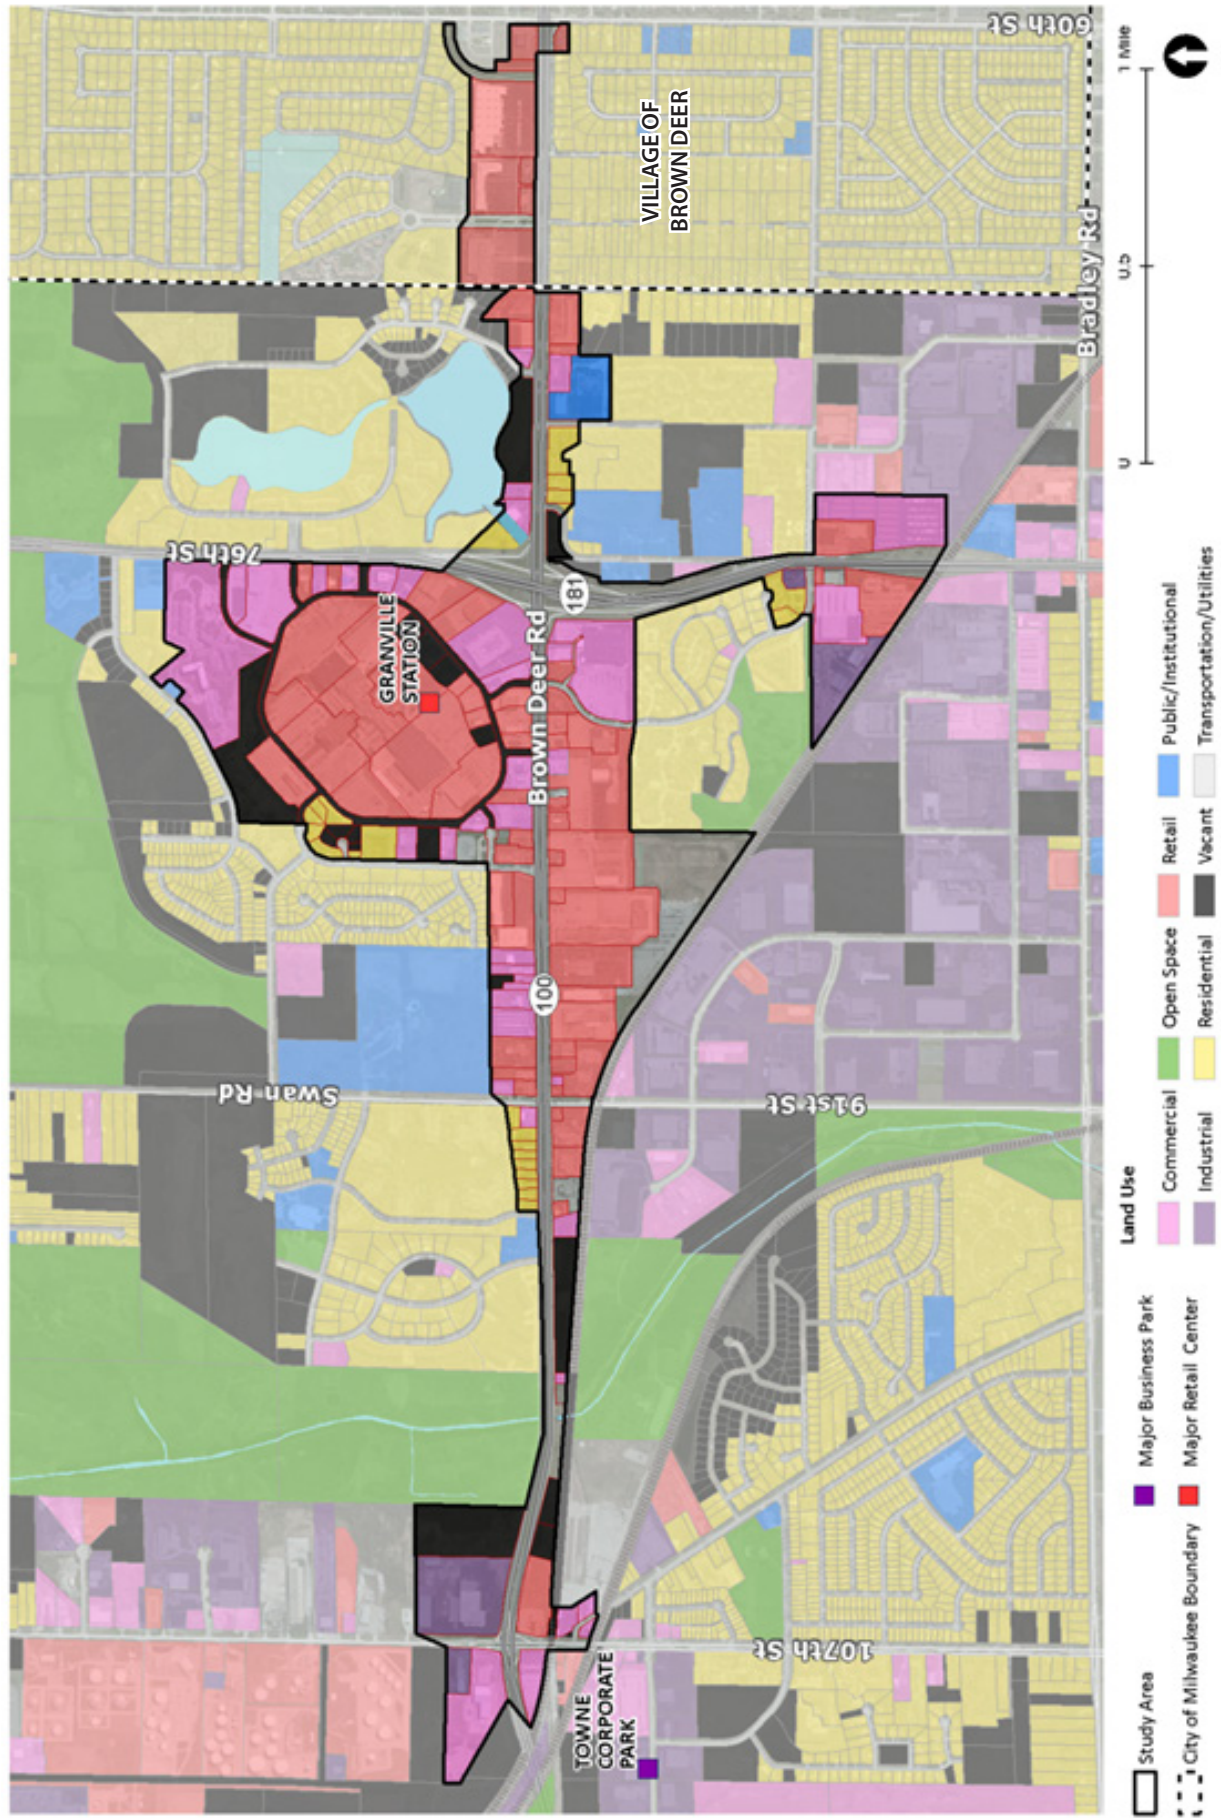 60th St
VILLAGE OF
BROWN DEER
Bradley Rd
76th St
GRANVILLE
STATION
Brown Deer Rd
181
100
Swan Rd
91st St
107th St
TOWNE
CORPORATE
PARK
0
0.5
1 Mile
Study Area
City of Milwaukee Boundary
Major Business Park
Major Retail Center
Land Use
Commercial
Open Space
Retail
Public/Institutional
Industrial
Residential
Vacant
Transportation/Utilities